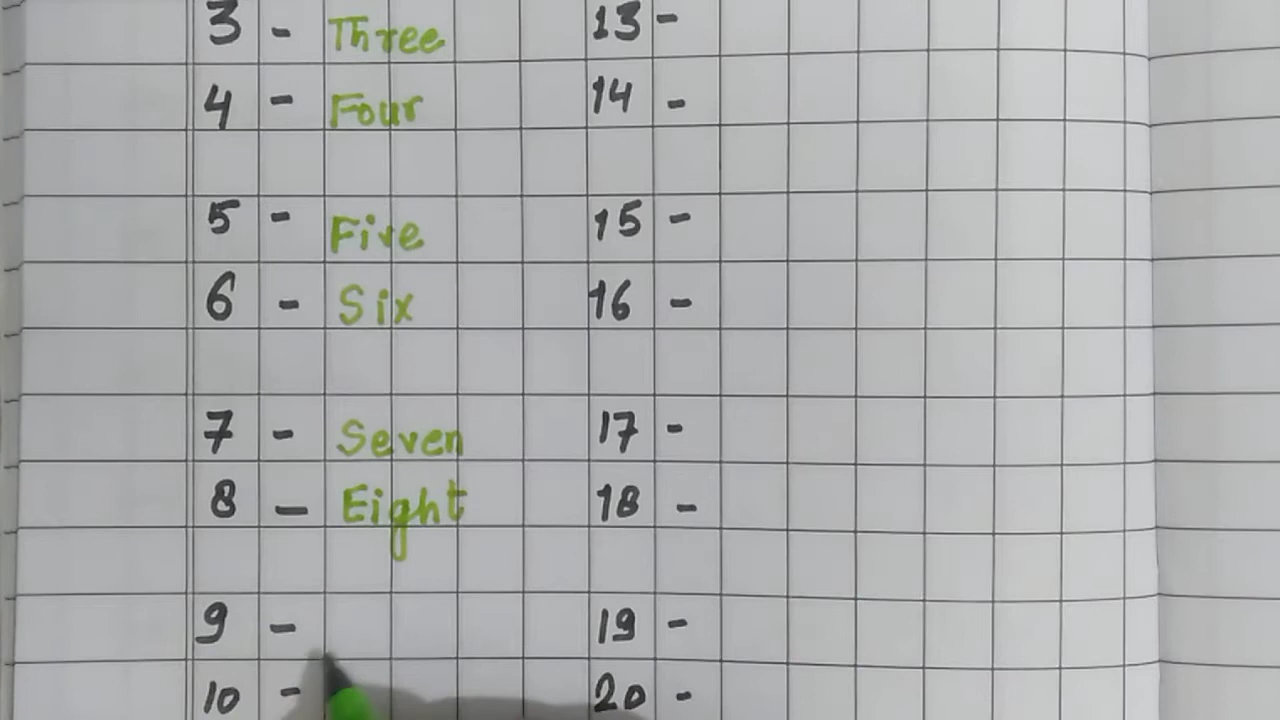 3 - Three 13 -
4 - Four 14 -
5 - Five 15 -
6 - Six 16 -
7 - Seven 17 -
8 - Eight 18 -
9 - 19 -
10 - 20 -